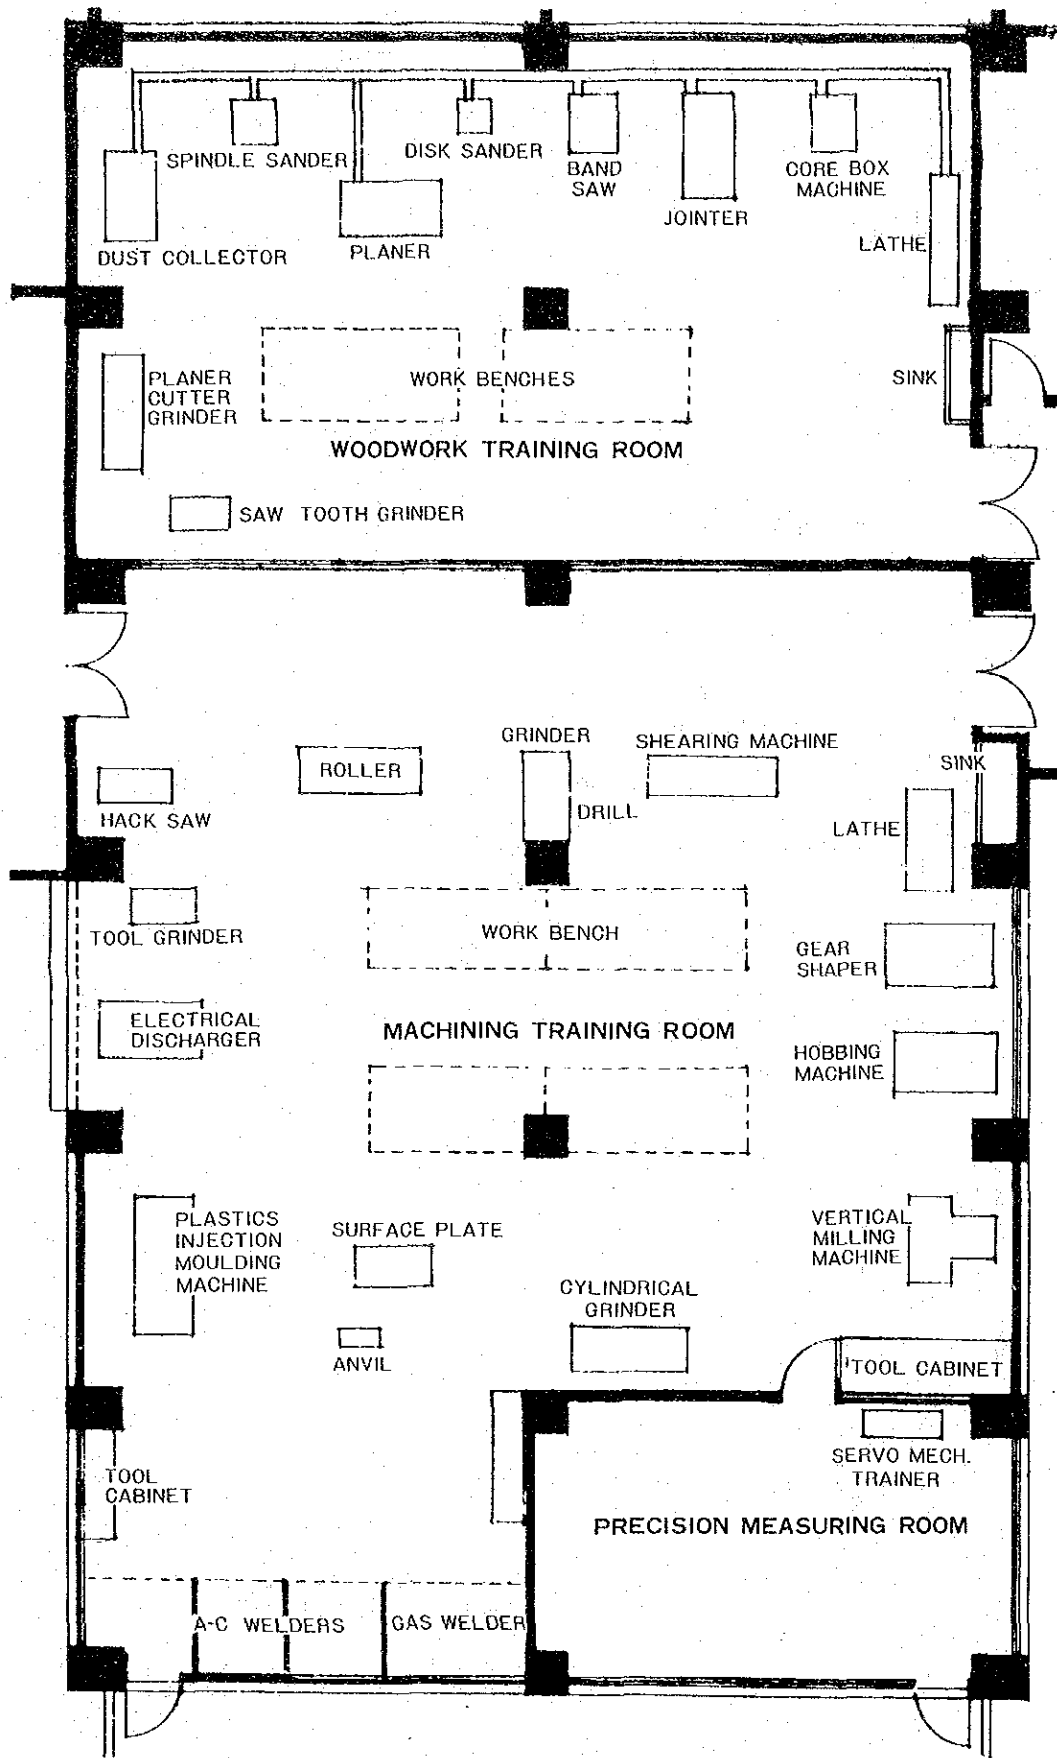 SPINDLE SANDER
DISK SANDER
BAND
SAW
JOINTER
CORE BOX
MACHINE
DUST COLLECTOR
PLANER
LATHE
PLANER
CUTTER
GRINDER
WORK BENCHES
SINK
WOODWORK TRAINING ROOM
SAW TOOTH GRINDER
GRINDER
SHEARING MACHINE
SINK
ROLLER
HACK SAW
DRILL
LATHE
TOOL GRINDER
WORK BENCH
GEAR
SHAPER
ELECTRICAL
DISCHARGER
MACHINING TRAINING ROOM
HOBBING
MACHINE
PLASTICS
INJECTION
MOULDING
MACHINE
SURFACE PLATE
VERTICAL
MILLING
MACHINE
CYLINDRICAL
GRINDER
ANVIL
TOOL CABINET
TOOL
CABINET
SERVO MECH.
TRAINER
PRECISION MEASURING ROOM
A-C WELDERS
GAS WELDER